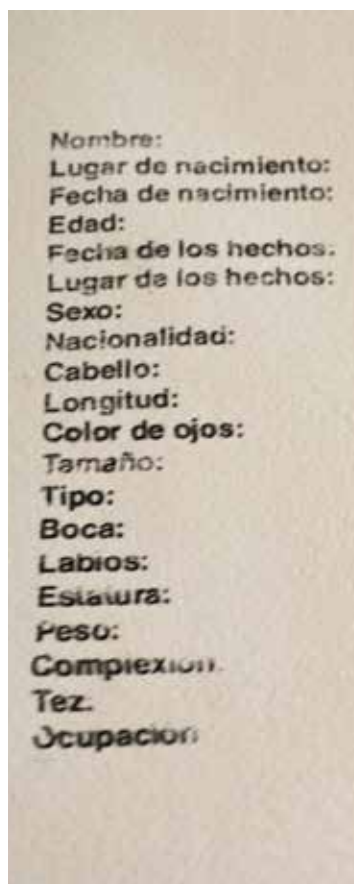 Nombre:
Lugar de nacimiento:
Fecha de nacimiento:
Edad:
Fecha de los hechos:
Lugar de los hechos:
Sexo:
Nacionalidad:
Cabello:
Longitud:
Color de ojos:
Tamaño:
Tipo:
Boca:
Labios:
Estatura:
Peso:
Complexión:
Tez:
Ocupación